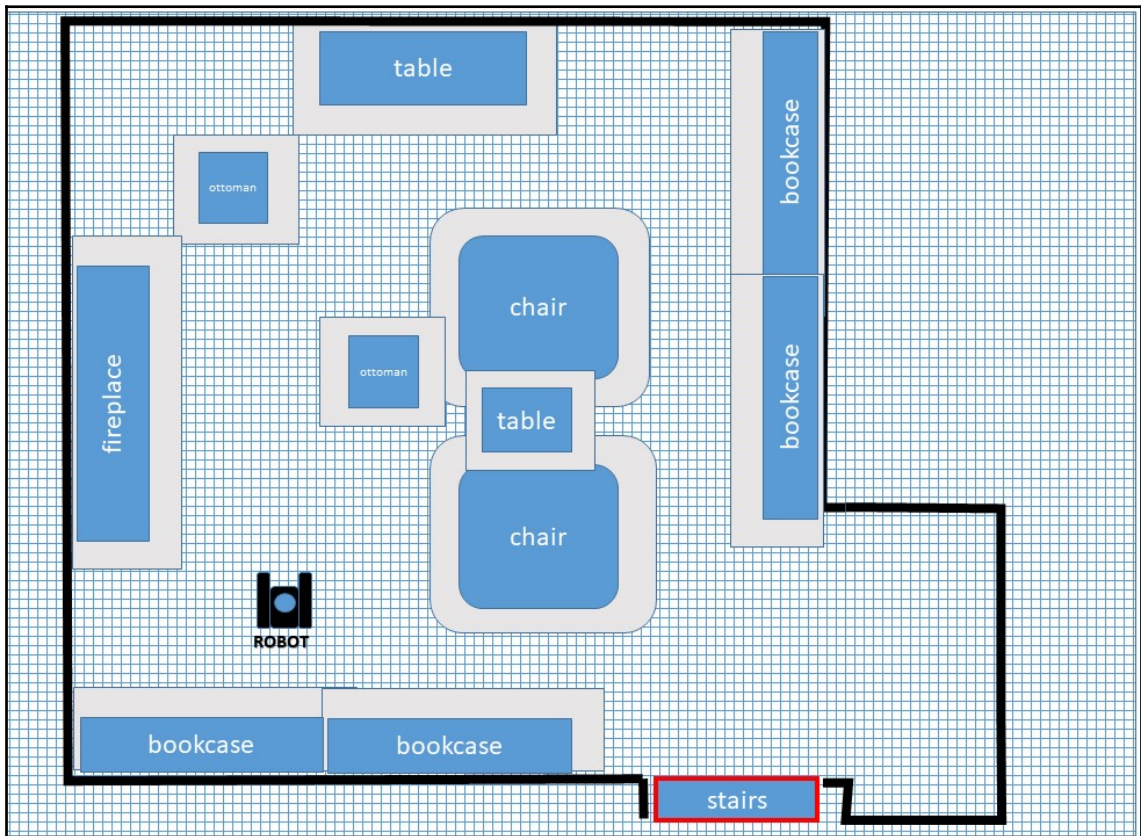 table
bookcase
ottoman
chair
bookcase
ottoman
fireplace
table
chair
ROBOT
bookcase
bookcase
stairs